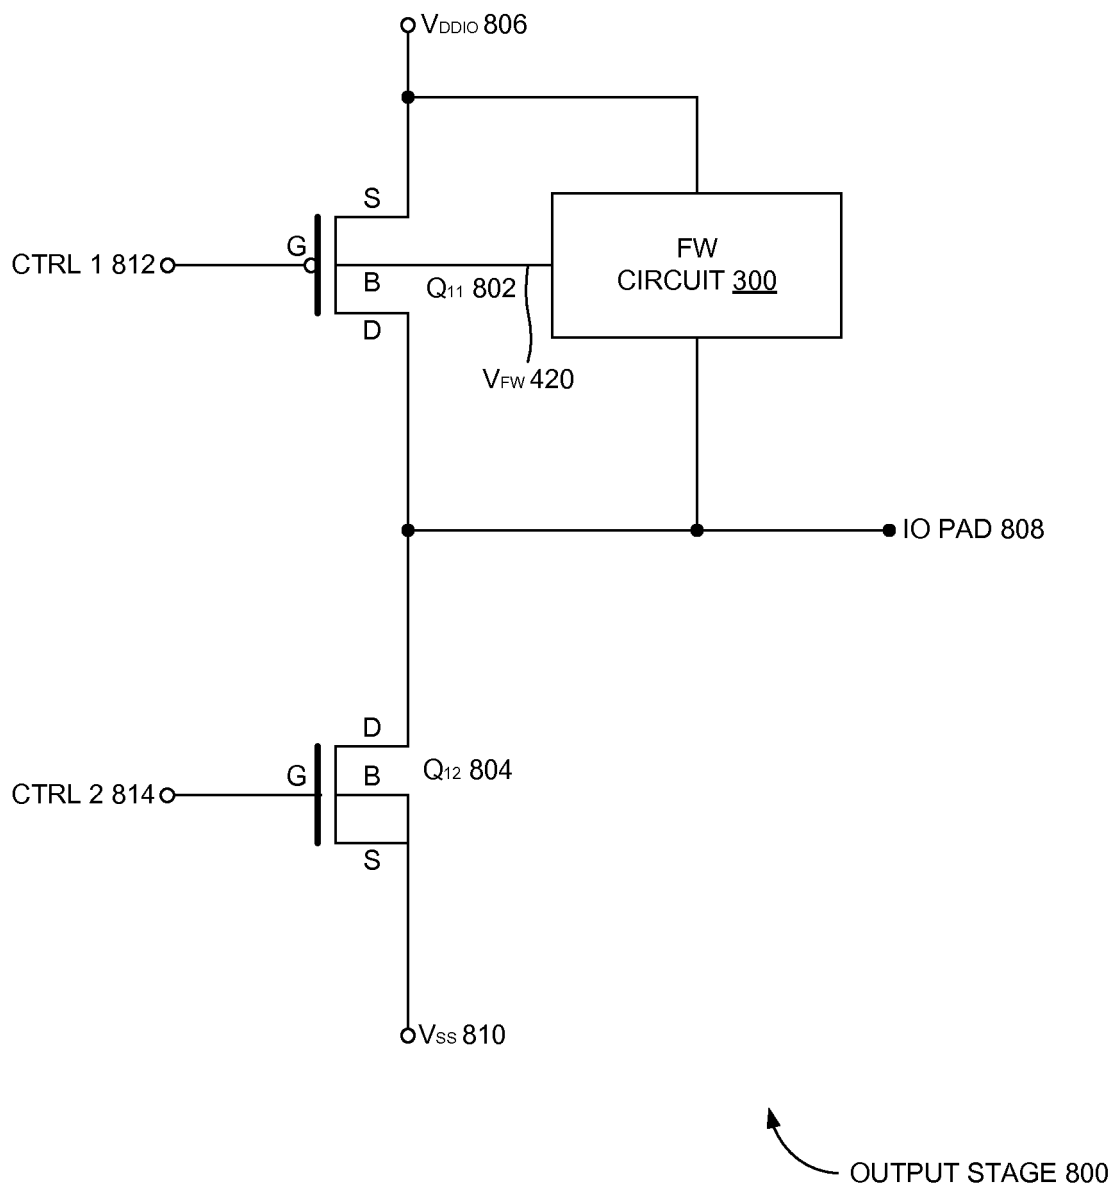 VDDIO 806
S
CTRL 1 812
G
B
D
Q11 802
FW
CIRCUIT 300
VFW 420
IO PAD 808
D
CTRL 2 814
G
B
S
Q12 804
VSS 810
OUTPUT STAGE 800